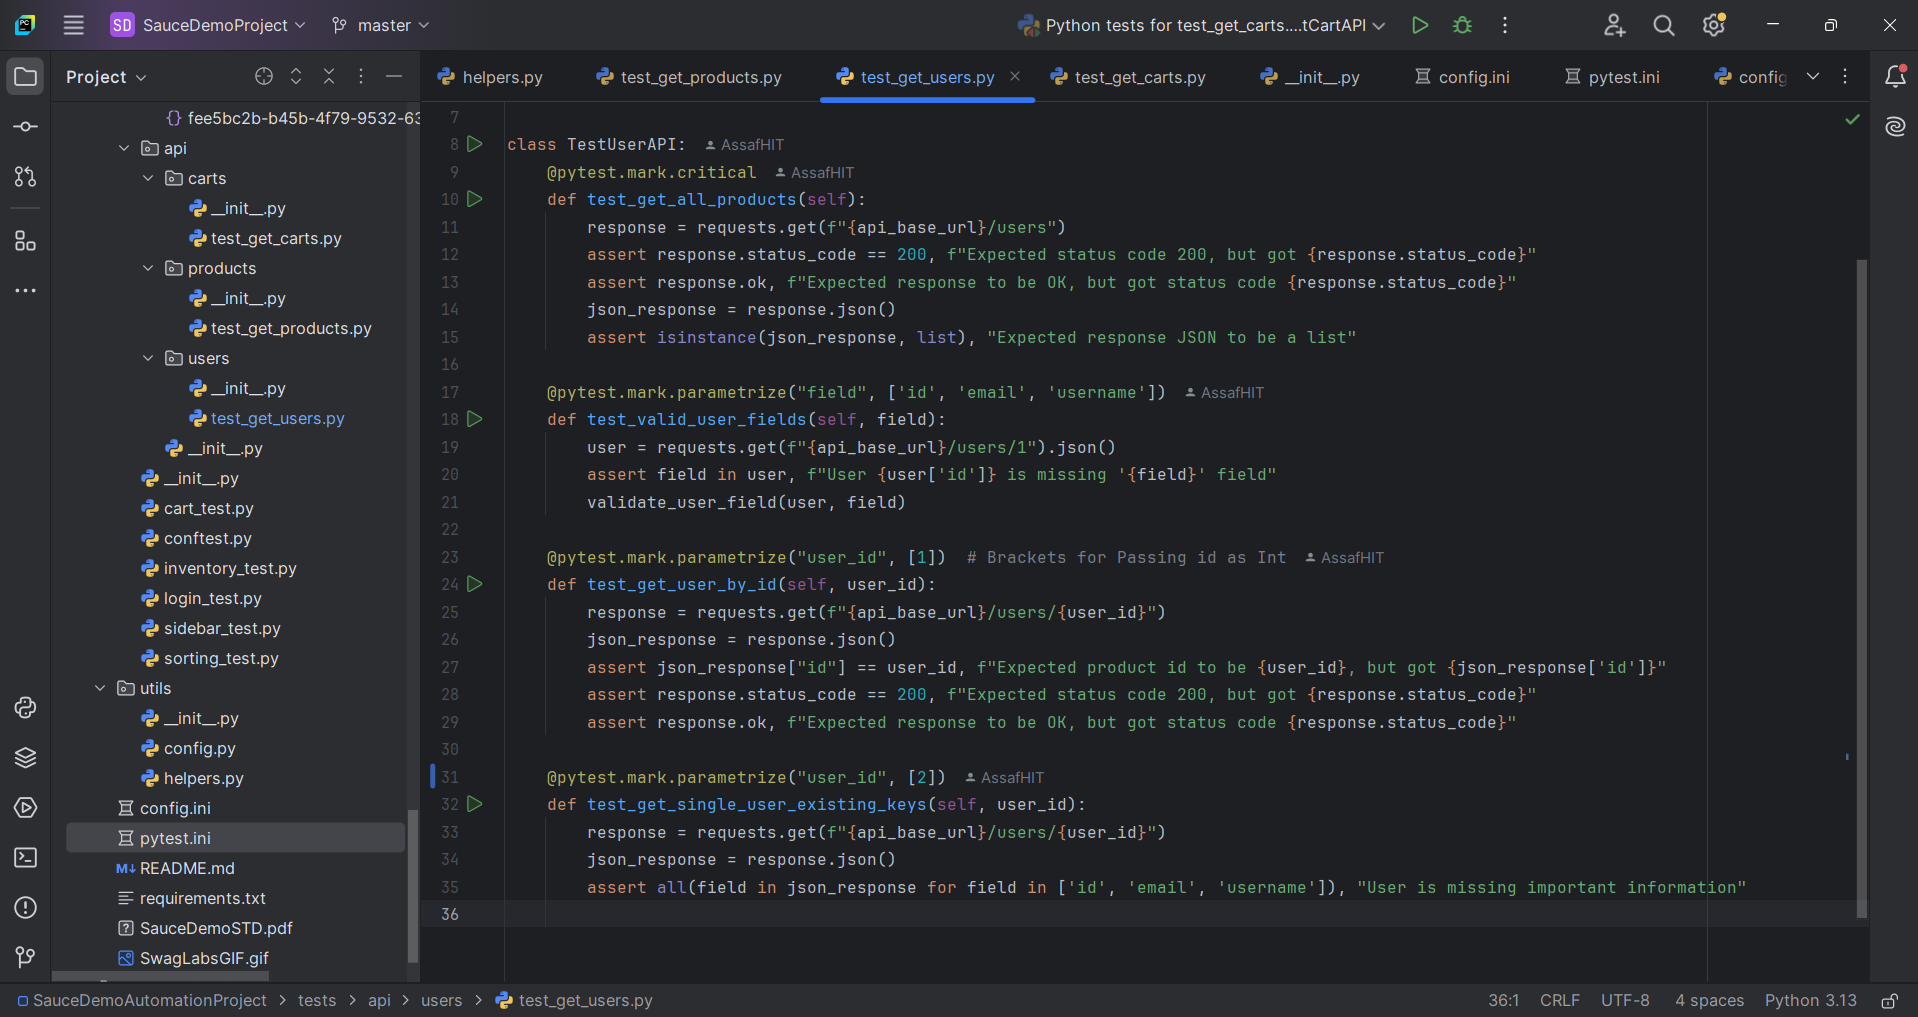 SD SauceDemoProject master Python tests for test_get_carts....tCartAPI
Project
helpers.py test_get_products.py test_get_users.py test_get_carts.py __init__.py config.ini pytest.ini config
fee5bc2b-b45b-4f79-9532-63
api
carts
__init__.py
test_get_carts.py
products
__init__.py
test_get_products.py
users
__init__.py
test_get_users.py
__init__.py
__init__.py
cart_test.py
conftest.py
inventory_test.py
login_test.py
sidebar_test.py
sorting_test.py
utils
__init__.py
config.py
helpers.py
config.ini
pytest.ini
M↓ README.md
requirements.txt
SauceDemoSTD.pdf
SwagLabsGIF.gif
7
8 class TestUserAPI: AssafHIT
9 @pytest.mark.critical AssafHIT
10 def test_get_all_products(self):
11 response = requests.get(f"{api_base_url}/users")
12 assert response.status_code == 200, f"Expected status code 200, but got {response.status_code}"
13 assert response.ok, f"Expected response to be OK, but got status code {response.status_code}"
14 json_response = response.json()
15 assert isinstance(json_response, list), "Expected response JSON to be a list"
16
17 @pytest.mark.parametrize("field", ['id', 'email', 'username']) AssafHIT
18 def test_valid_user_fields(self, field):
19 user = requests.get(f"{api_base_url}/users/1").json()
20 assert field in user, f"User {user['id']} is missing '{field}' field"
21 validate_user_field(user, field)
22
23 @pytest.mark.parametrize("user_id", [1]) # Brackets for Passing id as Int AssafHIT
24 def test_get_user_by_id(self, user_id):
25 response = requests.get(f"{api_base_url}/users/{user_id}")
26 json_response = response.json()
27 assert json_response["id"] == user_id, f"Expected product id to be {user_id}, but got {json_response['id']}"
28 assert response.status_code == 200, f"Expected status code 200, but got {response.status_code}"
29 assert response.ok, f"Expected response to be OK, but got status code {response.status_code}"
30
31 @pytest.mark.parametrize("user_id", [2]) AssafHIT
32 def test_get_single_user_existing_keys(self, user_id):
33 response = requests.get(f"{api_base_url}/users/{user_id}")
34 json_response = response.json()
35 assert all(field in json_response for field in ['id', 'email', 'username']), "User is missing important information"
36
SauceDemoAutomationProject > tests > api > users > test_get_users.py 36:1 CRLF UTF-8 4 spaces Python 3.13